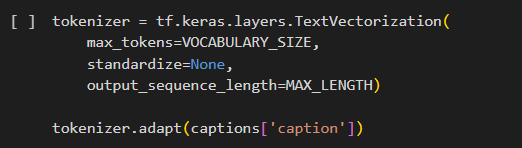 [ ] tokenizer = tf.keras.layers.TextVectorization(
        max_tokens=VOCABULARY_SIZE,
        standardize=None,
        output_sequence_length=MAX_LENGTH)
    tokenizer.adapt(captions['caption'])